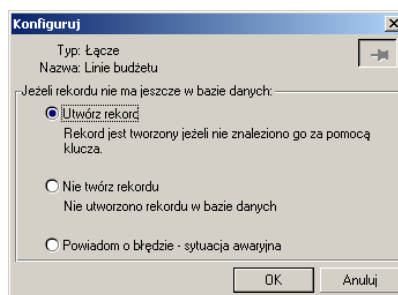 Konfiguruj
Typ: Łącze
Nazwa: Linie budżetu
Jeżeli rekordu nie ma jeszcze w bazie danych:
Utwórz rekord
Rekord jest tworzony jeżeli nie znaleziono go za pomocą
klucza.
Nie twórz rekordu
Nie utworzono rekordu w bazie danych
Powiadom o błędzie - sytuacja awaryjna
OK Anuluj